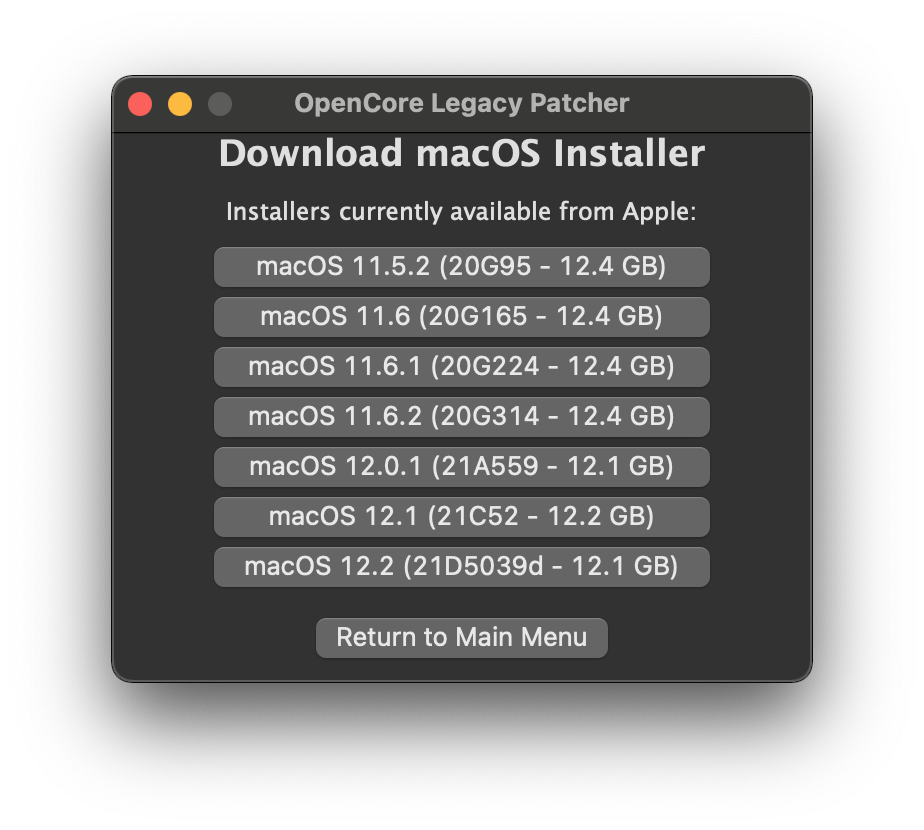 OpenCore Legacy Patcher
Download macOS Installer
Installers currently available from Apple:
macOS 11.5.2 (20G95 - 12.4 GB)
macOS 11.6 (20G165 - 12.4 GB)
macOS 11.6.1 (20G224 - 12.4 GB)
macOS 11.6.2 (20G314 - 12.4 GB)
macOS 12.0.1 (21A559 - 12.1 GB)
macOS 12.1 (21C52 - 12.2 GB)
macOS 12.2 (21D5039d - 12.1 GB)
Return to Main Menu